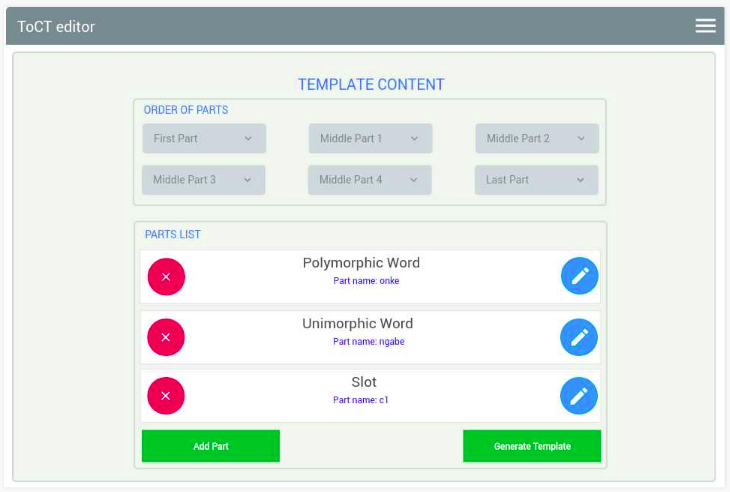 ToCT editor
TEMPLATE CONTENT
ORDER OF PARTS
First Part
Middle Part 1
Middle Part 2
Middle Part 3
Middle Part 4
Last Part
PARTS LIST
Polymorphic Word
Part name: onke
Unimorphic Word
Part name: ngabe
Slot
Part name: c1
Add Part
Generate Template